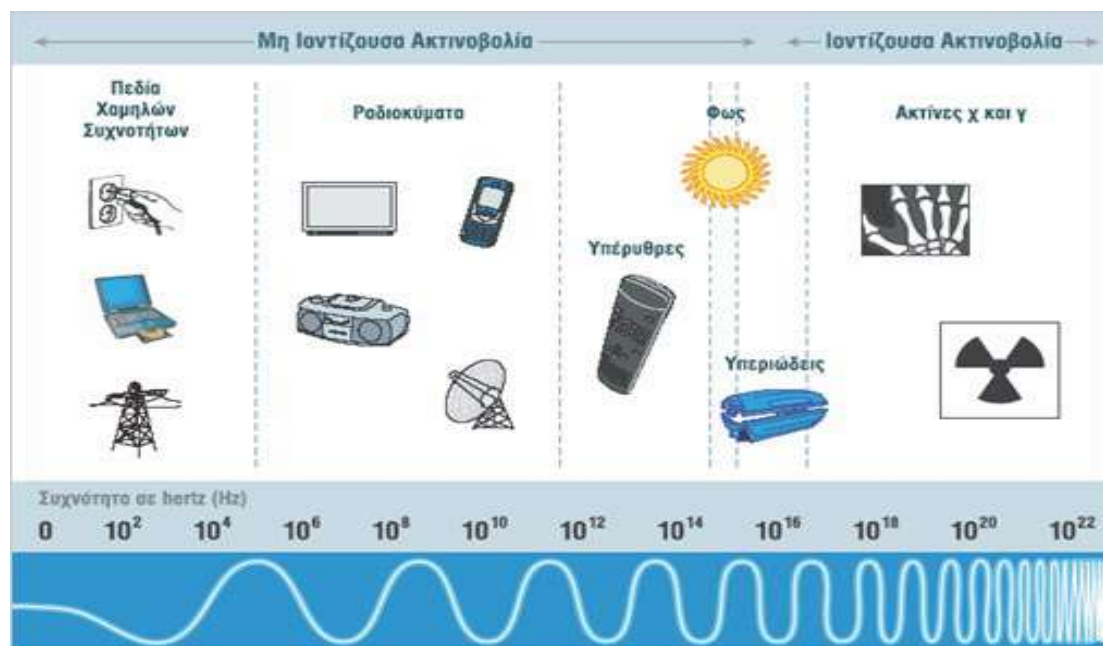 Μη Ιοντίζουσα Ακτινοβολία
Ιοντίζουσα Ακτινοβολία
Πεδία
Χαμηλών
Συχνοτήτων
Ραδιοκύματα
Φως
Ακτίνες χ και γ
Υπέρυθρες
Υπεριώδεις
Συχνότητα σε hertz (Hz)
0 10² 10⁴ 10⁶ 10⁸ 10¹⁰ 10¹² 10¹⁴ 10¹⁶ 10¹⁸ 10²⁰ 10²²